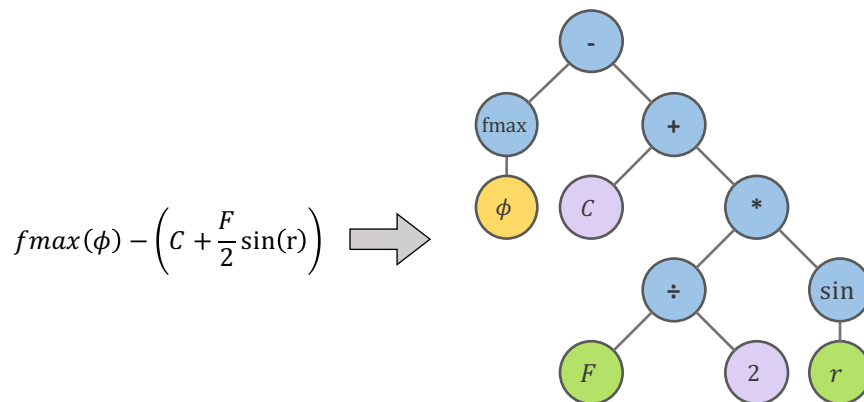 -
fmax +
ϕ C *
fmax(ϕ) − (C + F/2 sin(r))
÷ sin
F 2 r